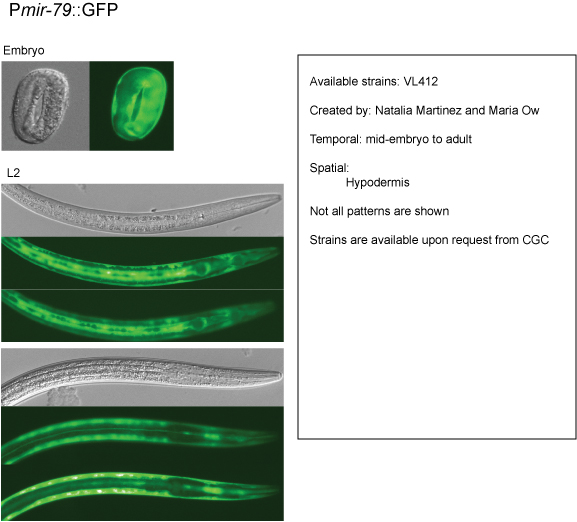 Pmir-79::GFP
Embryo
L2
Available strains: VL412
Created by: Natalia Martinez and Maria Ow
Temporal: mid-embryo to adult
Spatial:
Hypodermis
Not all patterns are shown
Strains are available upon request from CGC